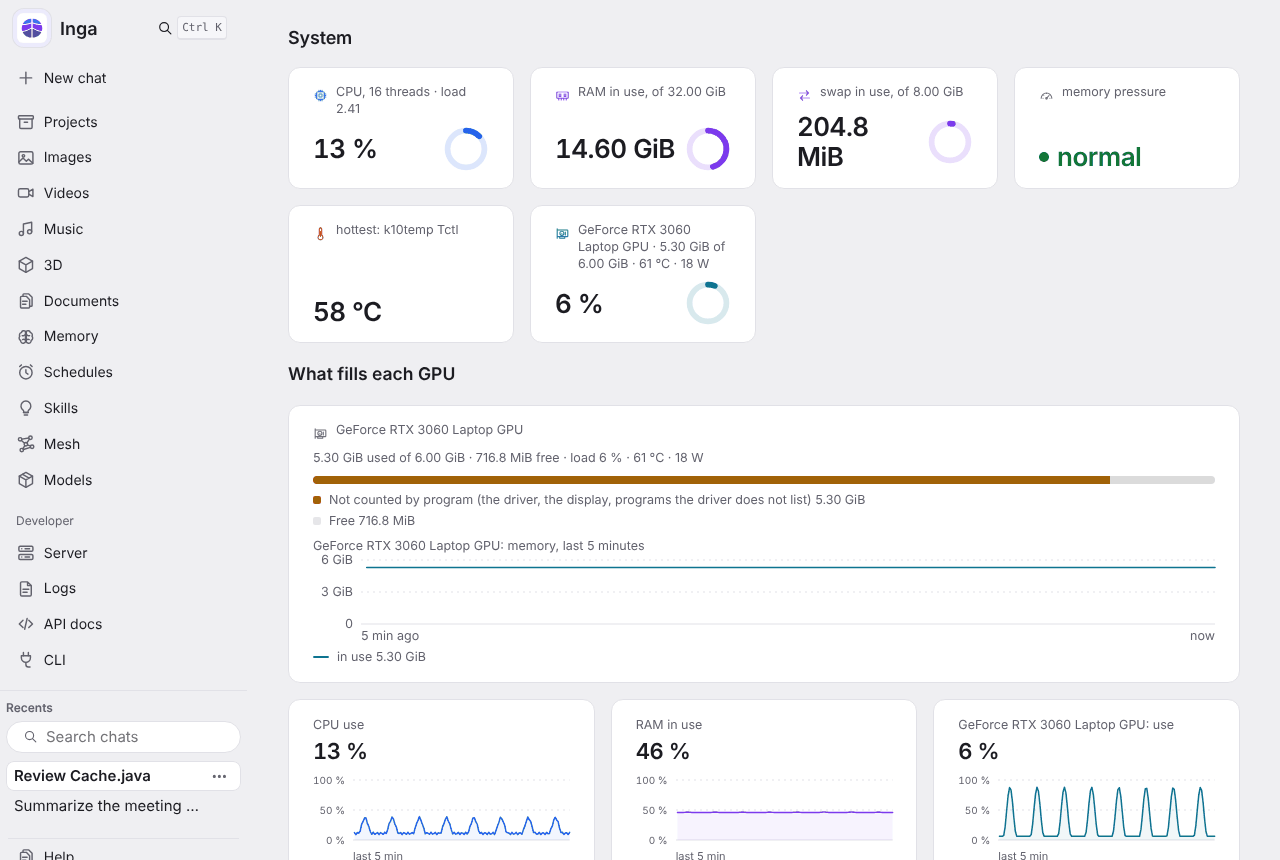 Inga
Ctrl K
New chat
Projects
Images
Videos
Music
3D
Documents
Memory
Schedules
Skills
Mesh
Models
Developer
Server
Logs
API docs
CLI
Recents
Search chats
Review Cache.java
Summarize the meeting ...
Help
System
CPU, 16 threads · load
2.41
13 %
RAM in use, of 32.00 GiB
14.60 GiB
swap in use, of 8.00 GiB
204.8
MiB
memory pressure
normal
hottest: k10temp Tctl
58 °C
GeForce RTX 3060
Laptop GPU · 5.30 GiB of
6.00 GiB · 61 °C · 18 W
6 %
What fills each GPU
GeForce RTX 3060 Laptop GPU
5.30 GiB used of 6.00 GiB · 716.8 MiB free · load 6 % · 61 °C · 18 W
Not counted by program (the driver, the display, programs the driver does not list) 5.30 GiB
Free 716.8 MiB
GeForce RTX 3060 Laptop GPU: memory, last 5 minutes
6 GiB
3 GiB
0
5 min ago
now
in use 5.30 GiB
CPU use
13 %
100 %
50 %
0 %
last 5 min
RAM in use
46 %
100 %
50 %
0 %
last 5 min
GeForce RTX 3060 Laptop GPU: use
6 %
100 %
50 %
0 %
last 5 min